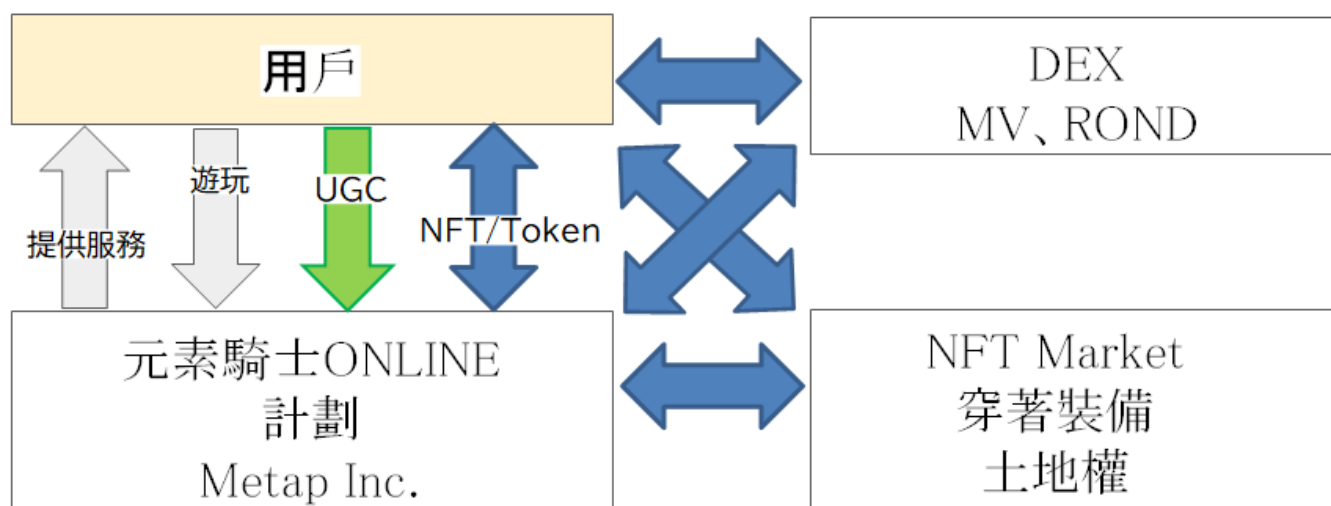 用戶
DEX
MV、ROND
提供服務
遊玩
UGC
NFT/Token
元素騎士ONLINE
計劃
Metap Inc.
NFT Market
穿著裝備
土地權